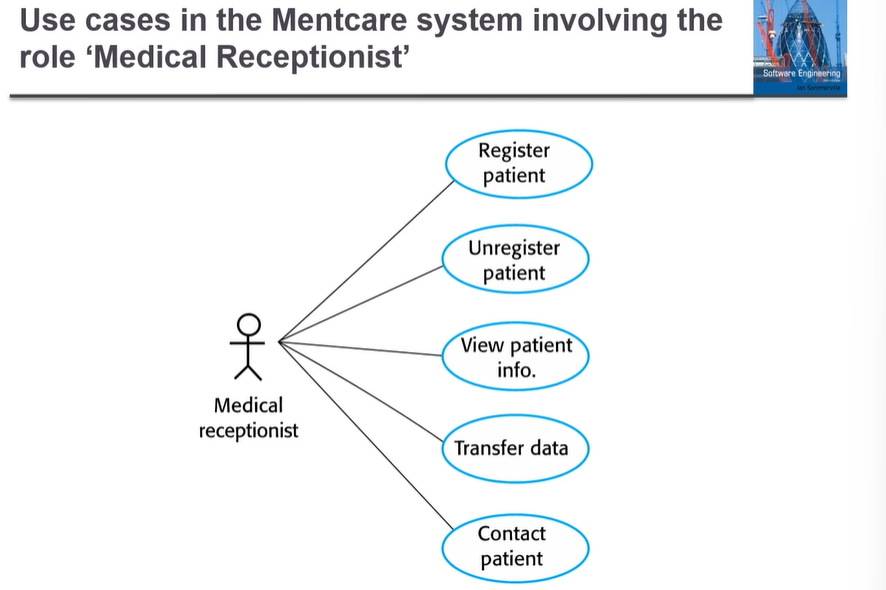 Use cases in the Mentcare system involving the
role ‘Medical Receptionist’
Software Engineering
Ian Sommerville
Register
patient
Unregister
patient
View patient
info.
Medical
receptionist
Transfer data
Contact
patient